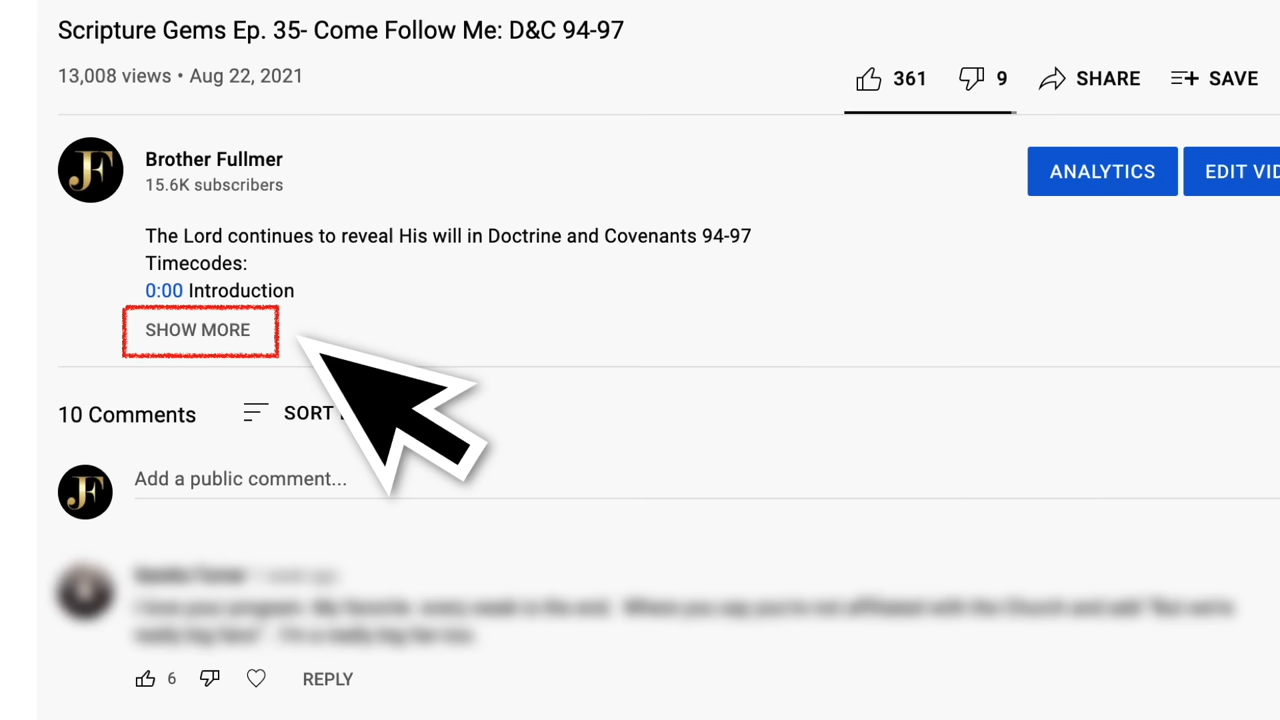 Scripture Gems Ep. 35- Come Follow Me: D&C 94-97
13,008 views • Aug 22, 2021
361 9 SHARE SAVE
JF
Brother Fullmer
15.6K subscribers
ANALYTICS EDIT VID
The Lord continues to reveal His will in Doctrine and Covenants 94-97
Timecodes:
0:00 Introduction
SHOW MORE
10 Comments SORT
JF
Add a public comment...
6 REPLY